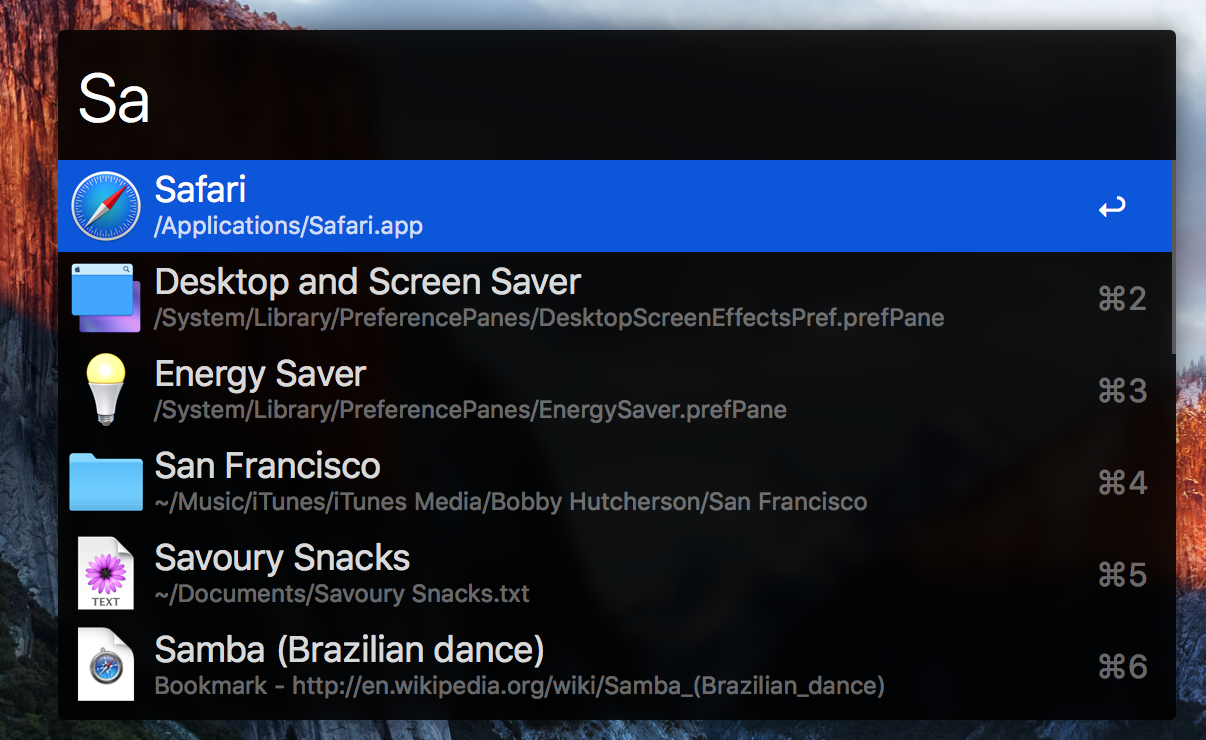 Sa
Safari
/Applications/Safari.app
↩
Desktop and Screen Saver
/System/Library/PreferencePanes/DesktopScreenEffectsPref.prefPane
⌘2
Energy Saver
/System/Library/PreferencePanes/EnergySaver.prefPane
⌘3
San Francisco
~/Music/iTunes/iTunes Media/Bobby Hutcherson/San Francisco
⌘4
Savoury Snacks
~/Documents/Savoury Snacks.txt
⌘5
TEXT
Samba (Brazilian dance)
Bookmark - http://en.wikipedia.org/wiki/Samba_(Brazilian_dance)
⌘6